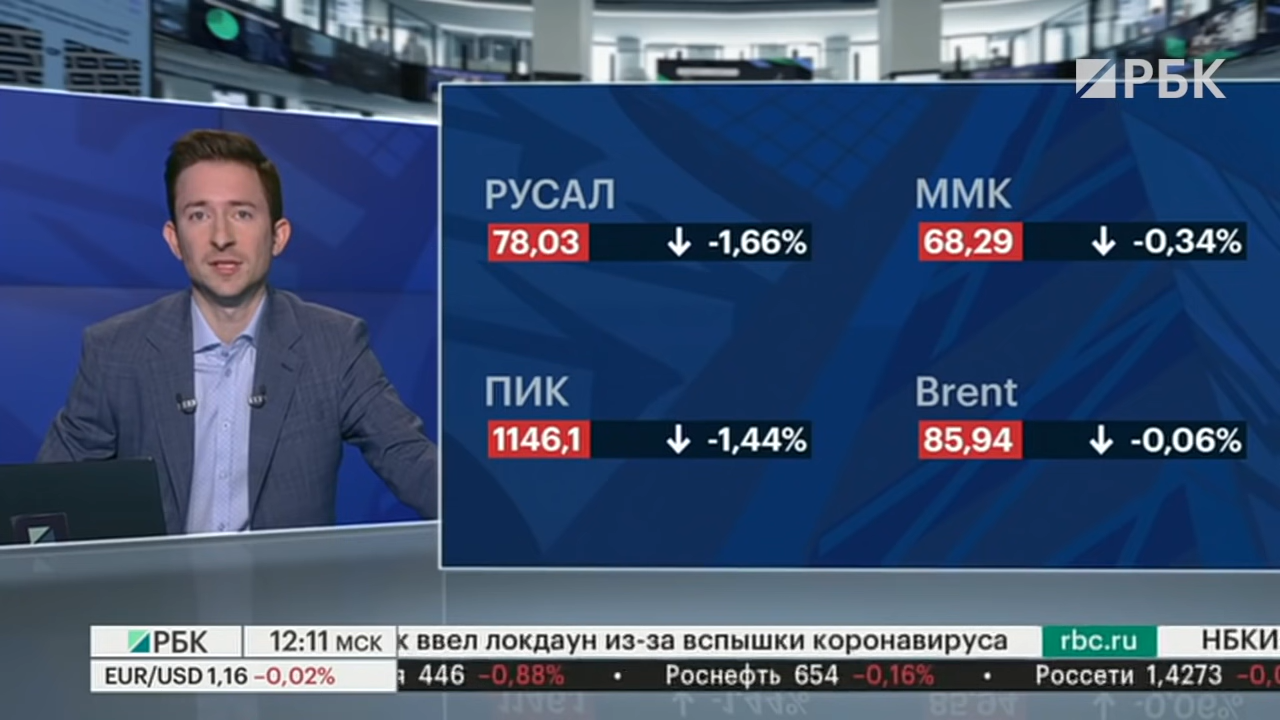 РБК
РУСАЛ
78,03 ↓ -1,66%
ММК
68,29 ↓ -0,34%
ПИК
1146,1 ↓ -1,44%
Brent
85,94 ↓ -0,06%
РБК 12:11 МСК к ввел локдаун из-за вспышки коронавируса rbc.ru НБКИ
EUR/USD 1,16 -0,02% я 446 -0,88% • Роснефть 654 -0,16% • Россети 1,4273 -0,0